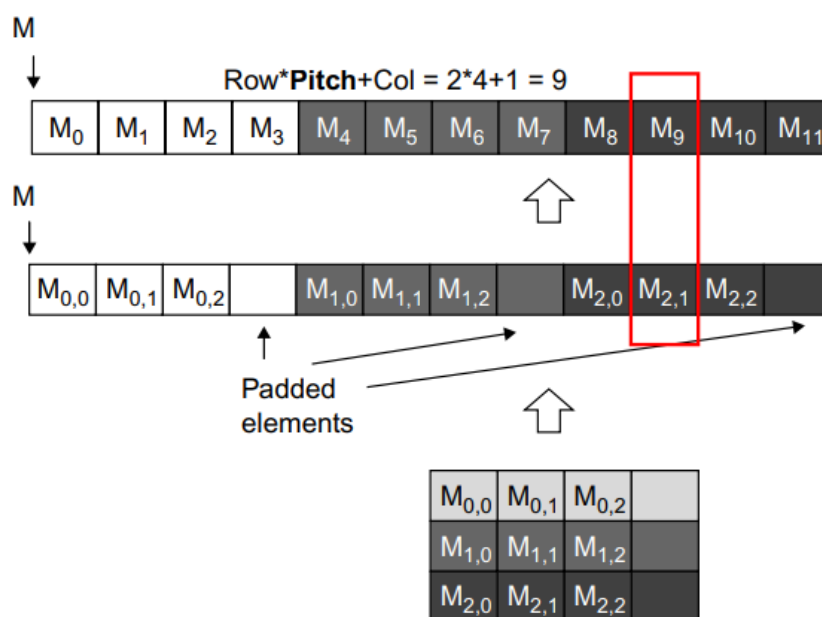 M
Row*Pitch+Col = 2*4+1 = 9
M₀ M₁ M₂ M₃ M₄ M₅ M₆ M₇ M₈ M₉ M₁₀ M₁₁
M
M₀,₀ M₀,₁ M₀,₂ M₁,₀ M₁,₁ M₁,₂ M₂,₀ M₂,₁ M₂,₂
Padded
elements
M₀,₀ M₀,₁ M₀,₂
M₁,₀ M₁,₁ M₁,₂
M₂,₀ M₂,₁ M₂,₂